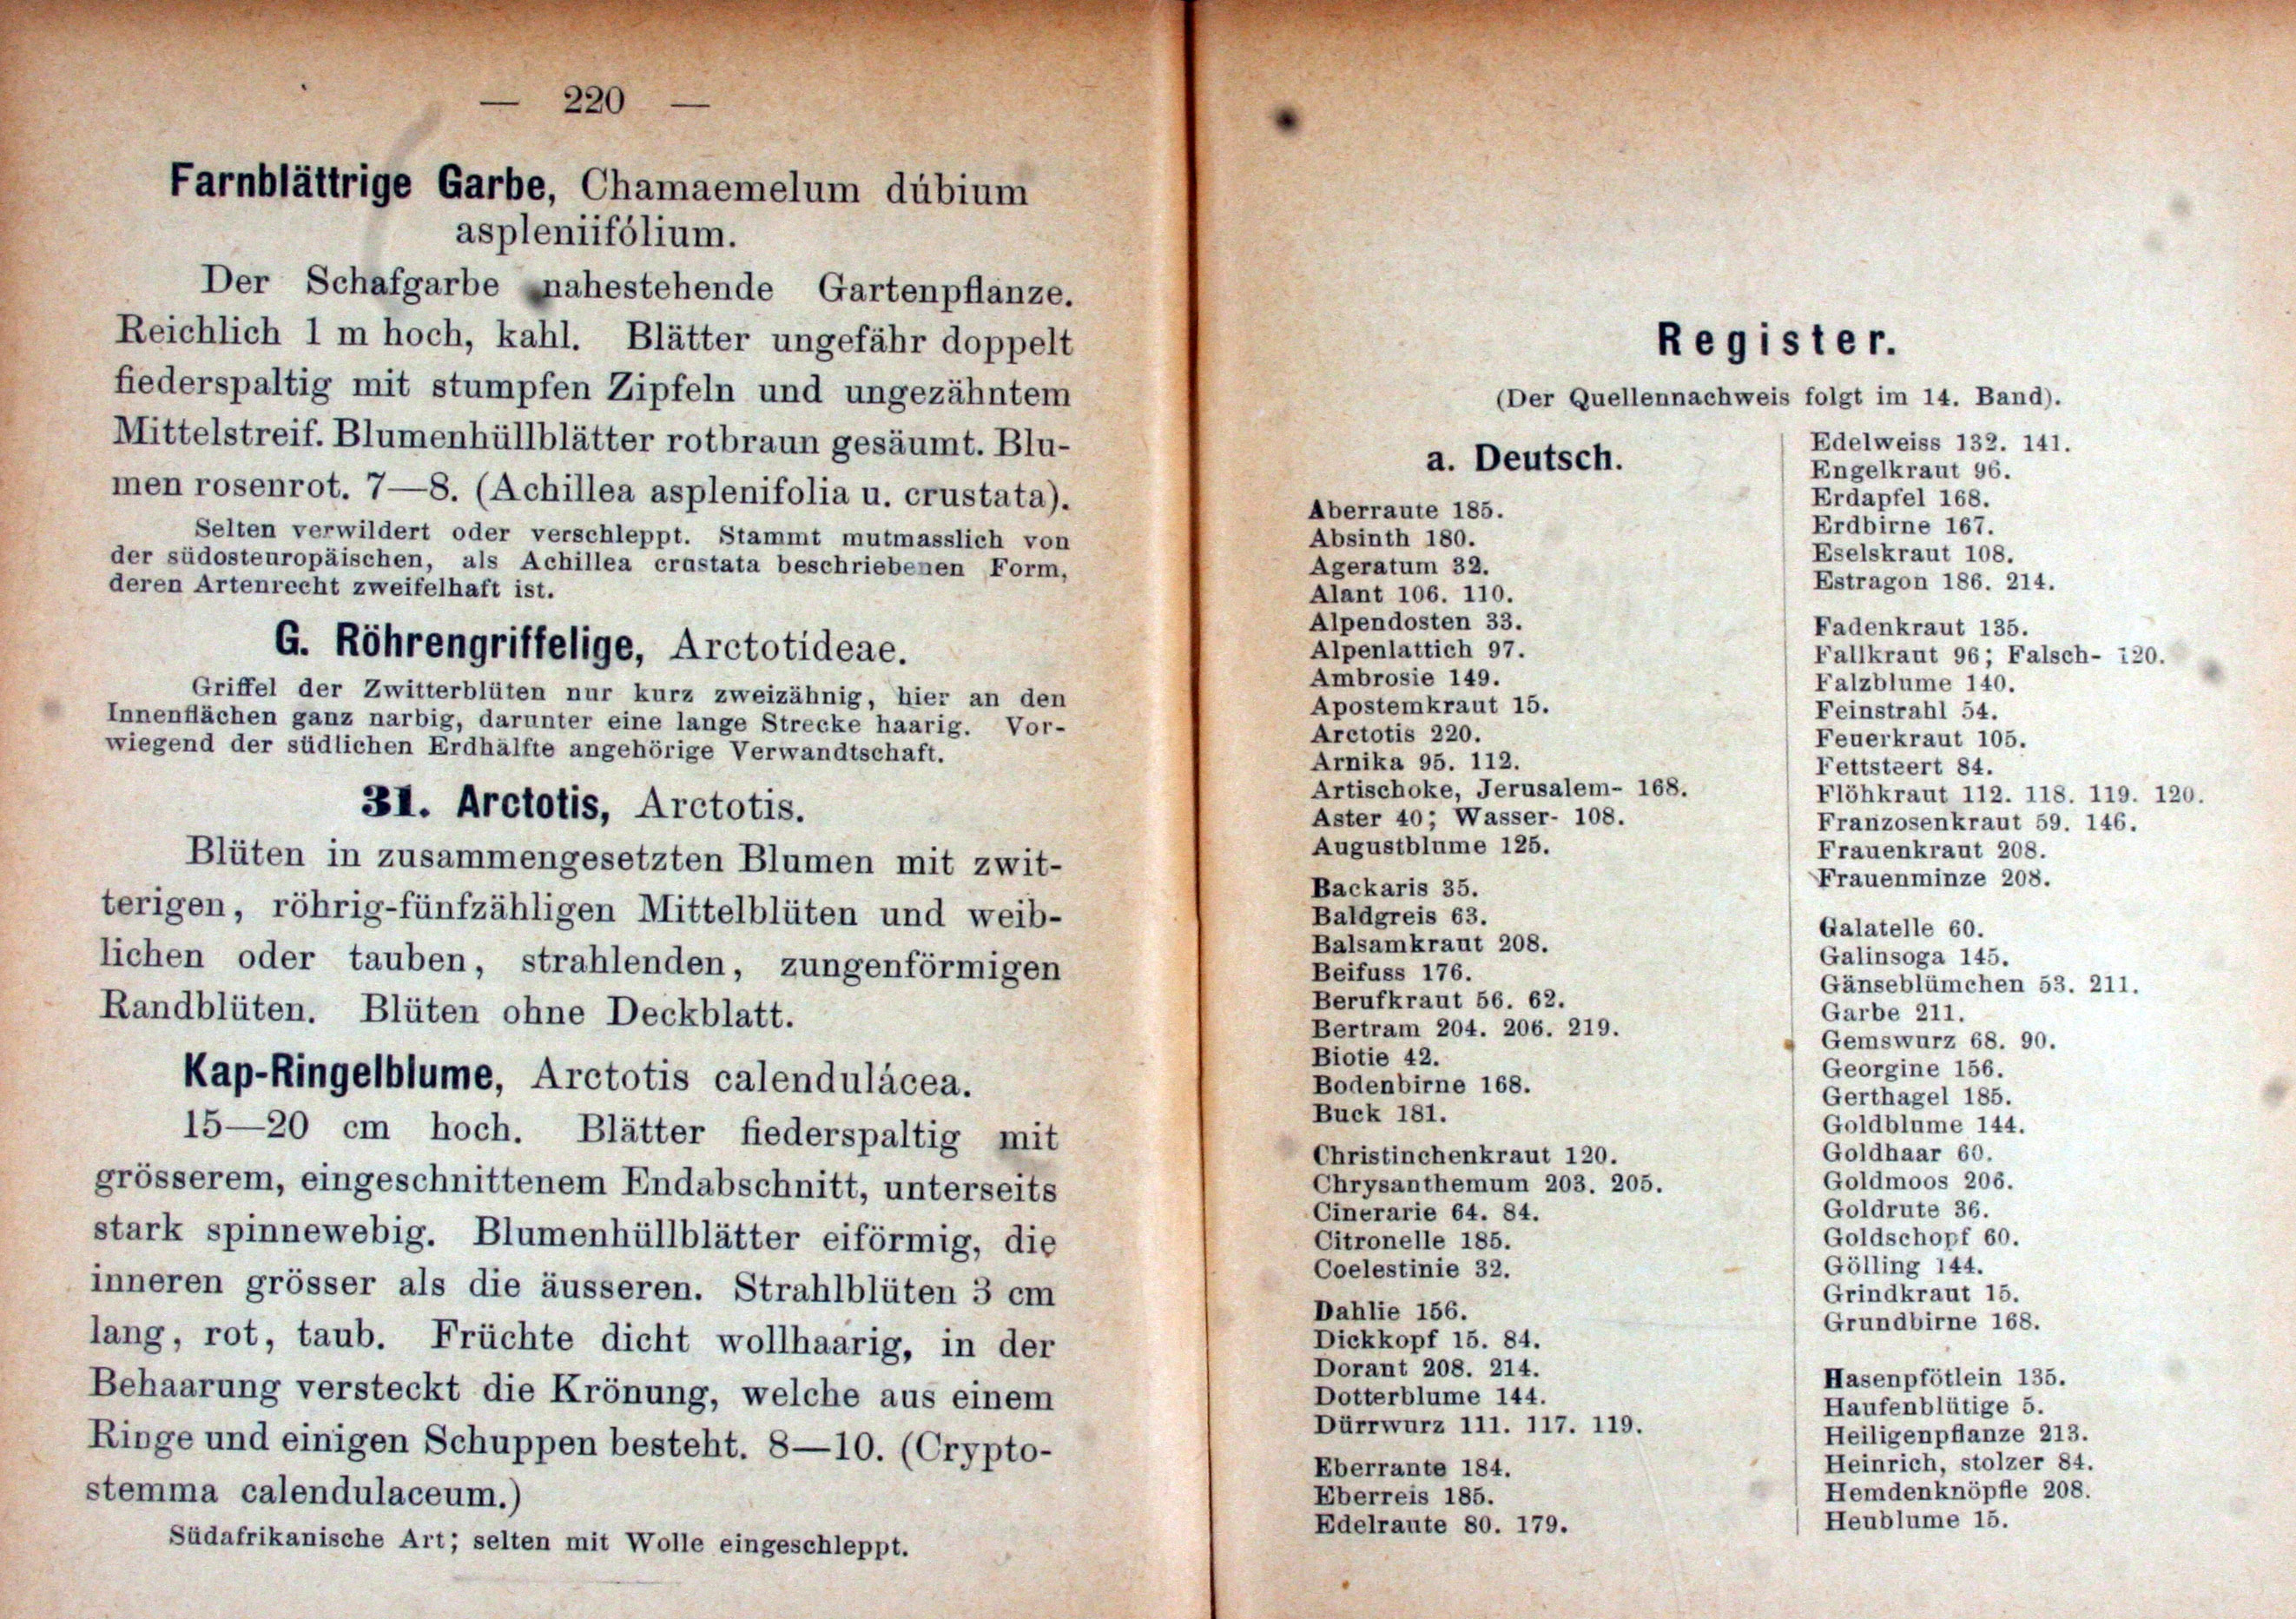 — 220 —
Farnblättrige Garbe, Chamaemelum dúbium
aspleniifólium.
Der Schafgarbe nahestehende Gartenpflanze.
Reichlich 1 m hoch, kahl. Blätter ungefähr doppelt
fiederspaltig mit stumpfen Zipfeln und ungezähntem
Mittelstreif. Blumenhüllblätter rotbraun gesäumt. Blu-
men rosenrot. 7—8. (Achillea asplenifolia u. crustata).
Selten verwildert oder verschleppt. Stammt mutmasslich von
der südosteuropäischen, als Achillea crustata beschriebenen Form,
deren Artenrecht zweifelhaft ist.
G. Röhrengriffelige, Arctotideae.
Griffel der Zwitterblüten nur kurz zweizähnig, hier an den
Innenflächen ganz narbig, darunter eine lange Strecke haarig. Vor-
wiegend der südlichen Erdhälfte angehörige Verwandtschaft.
31. Arctotis, Arctotis.
Blüten in zusammengesetzten Blumen mit zwit-
terigen, röhrig-fünfzähligen Mittelblüten und weib-
lichen oder tauben, strahlenden, zungenförmigen
Randblüten. Blüten ohne Deckblatt.
Kap-Ringelblume, Arctotis calendulácea.
15—20 cm hoch. Blätter fiederspaltig mit
grösserem, eingeschnittenem Endabschnitt, unterseits
stark spinnewebig. Blumenhüllblätter eiförmig, die
inneren grösser als die äusseren. Strahlblüten 3 cm
lang, rot, taub. Früchte dicht wollhaarig, in der
Behaarung versteckt die Krönung, welche aus einem
Ringe und einigen Schuppen besteht. 8—10. (Crypto-
stemma calendulaceum.)
Südafrikanische Art; selten mit Wolle eingeschleppt.
Register.
(Der Quellennachweis folgt im 14. Band).
a. Deutsch.
Aberraute 185.
Absinth 180.
Ageratum 32.
Alant 106. 110.
Alpendosten 33.
Alpenlattich 97.
Ambrosie 149.
Apostemkraut 15.
Arctotis 220.
Arnika 95. 112.
Artischoke, Jerusalem- 168.
Aster 40; Wasser- 108.
Augustblume 125.
Backaris 35.
Baldgreis 63.
Balsamkraut 208.
Beifuss 176.
Berufkraut 56. 62.
Bertram 204. 206. 219.
Biotie 42.
Bodenbirne 168.
Buck 181.
Christinchenkraut 120.
Chrysanthemum 203. 205.
Cinerarie 64. 84.
Citronelle 185.
Coelestinie 32.
Dahlie 156.
Dickkopf 15. 84.
Dorant 208. 214.
Dotterblume 144.
Dürrwurz 111. 117. 119.
Eberrante 184.
Eberreis 185.
Edelraute 80. 179.
Edelweiss 132. 141.
Engelkraut 96.
Erdapfel 168.
Erdbirne 167.
Eselskraut 108.
Estragon 186. 214.
Fadenkraut 135.
Fallkraut 96; Falsch- 120.
Falzblume 140.
Feinstrahl 54.
Feuerkraut 105.
Fettsteert 84.
Flöhkraut 112. 118. 119. 120.
Franzosenkraut 59. 146.
Frauenkraut 208.
Frauenminze 208.
Galatelle 60.
Galinsoga 145.
Gänseblümchen 53. 211.
Garbe 211.
Gemswurz 68. 90.
Georgine 156.
Gerthagel 185.
Goldblume 144.
Goldhaar 60.
Goldmoos 206.
Goldrute 36.
Goldschopf 60.
Gölling 144.
Grindkraut 15.
Grundbirne 168.
Hasenpfötlein 135.
Haufenblütige 5.
Heiligenpflanze 213.
Heinrich, stolzer 84.
Hemdenknöpfle 208.
Heublume 15.